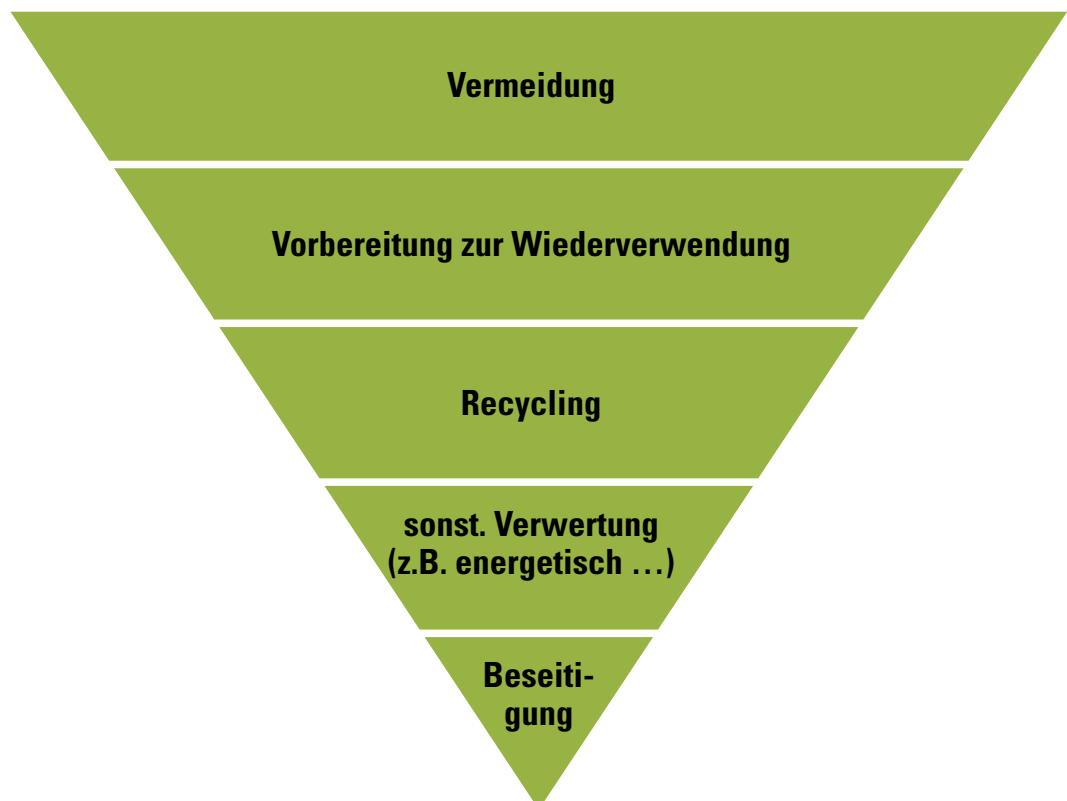 Vermeidung
Vorbereitung zur Wiederverwendung
Recycling
sonst. Verwertung
(z.B. energetisch …)
Beseiti-
gung